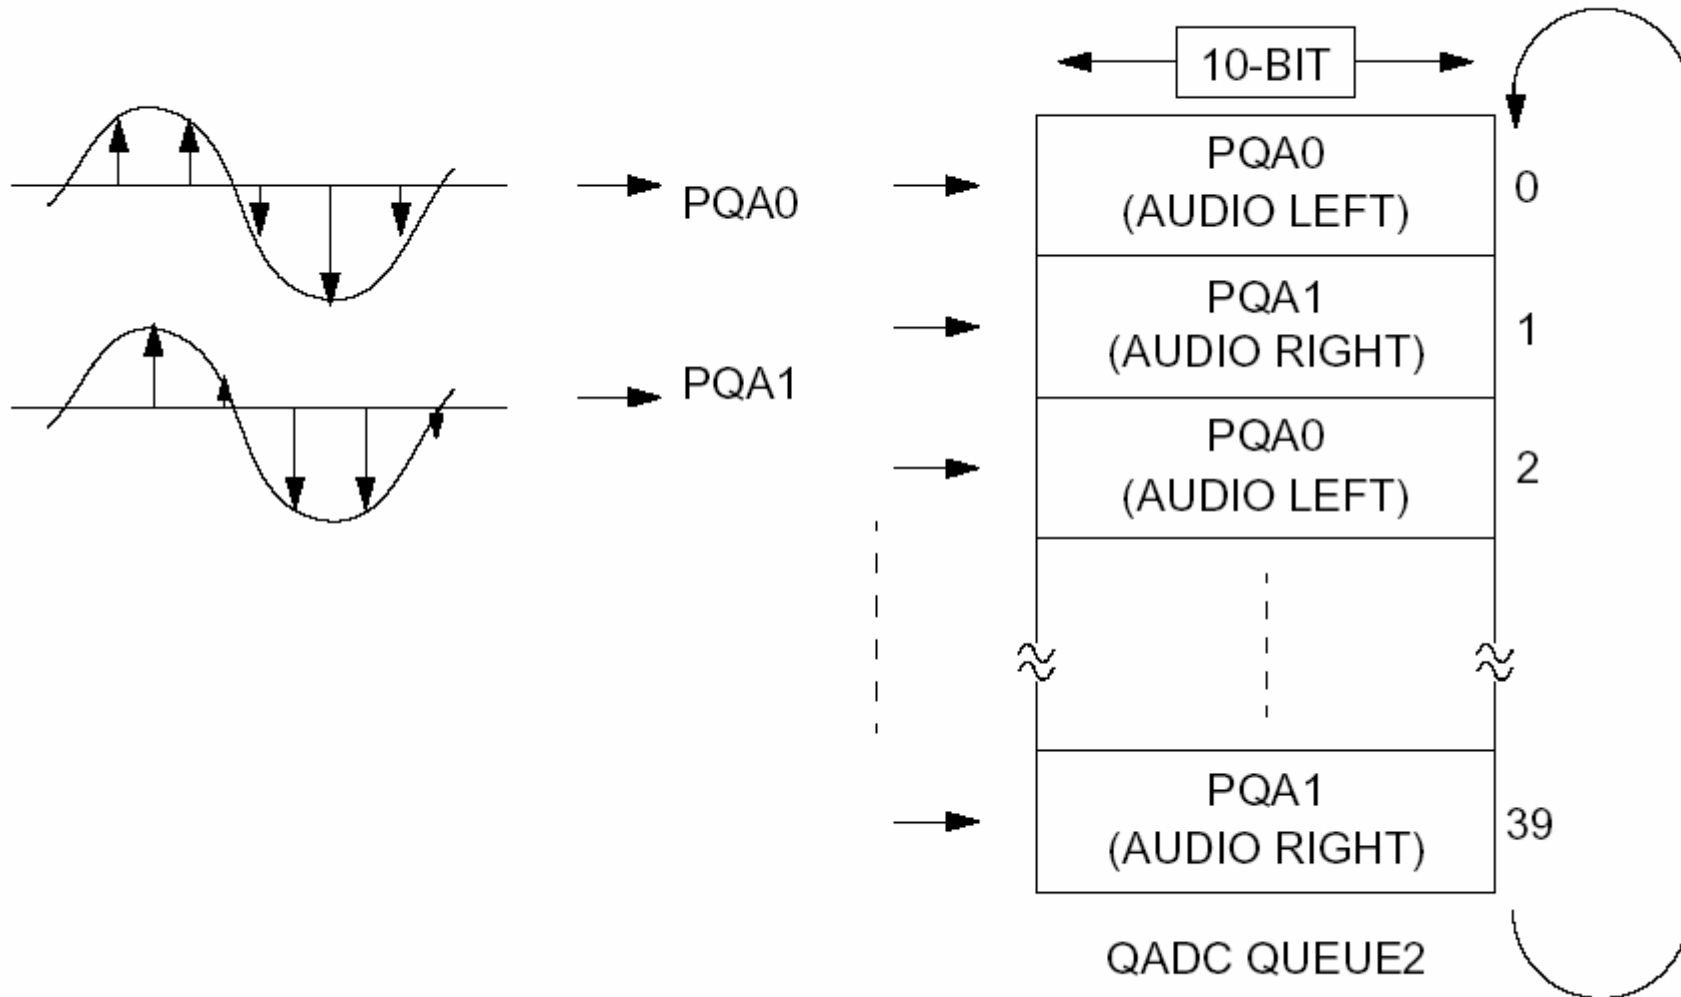 10-BIT
PQA0
(AUDIO LEFT)
0
PQA0
PQA1
(AUDIO RIGHT)
1
PQA1
PQA0
(AUDIO LEFT)
2
PQA1
(AUDIO RIGHT)
39
QADC QUEUE2